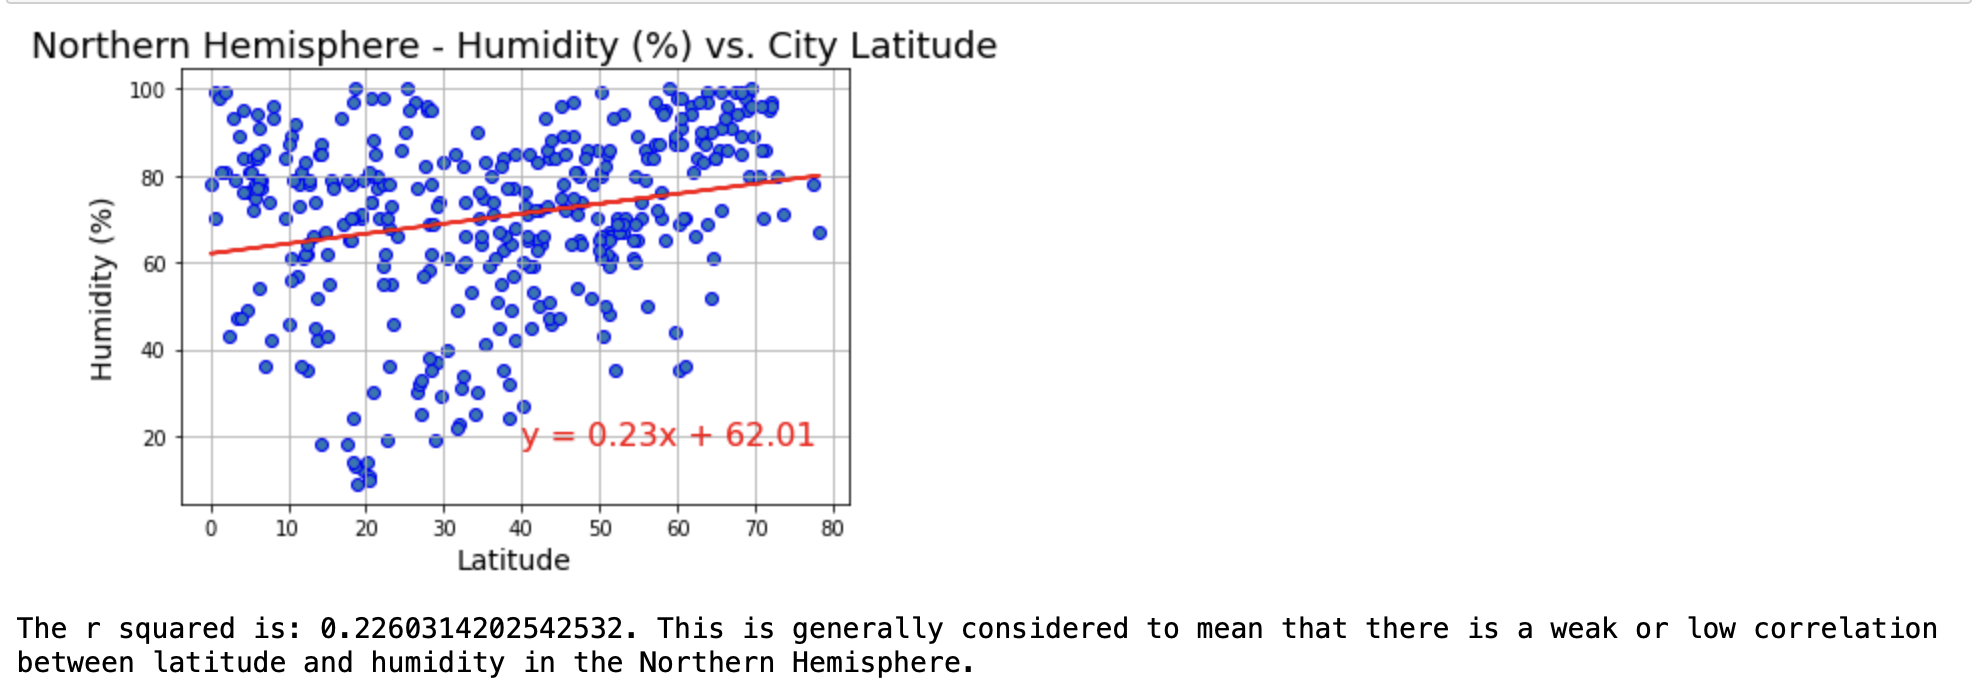 Northern Hemisphere - Humidity (%) vs. City Latitude
100
80
60
40
20
Humidity (%)
y = 0.23x + 62.01
0 10 20 30 40 50 60 70 80
Latitude
The r squared is: 0.2260314202542532. This is generally considered to mean that there is a weak or low correlation
between latitude and humidity in the Northern Hemisphere.